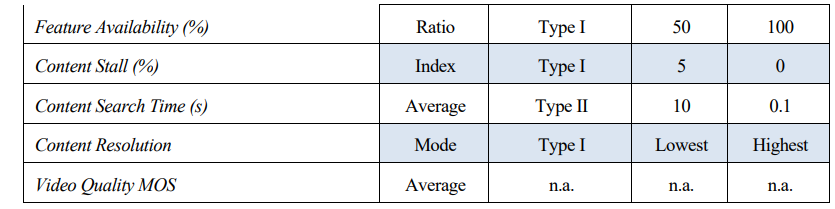 Feature Availability (%) Ratio Type I 50 100
Content Stall (%) Index Type I 5 0
Content Search Time (s) Average Type II 10 0.1
Content Resolution Mode Type I Lowest Highest
Video Quality MOS Average n.a. n.a. n.a.